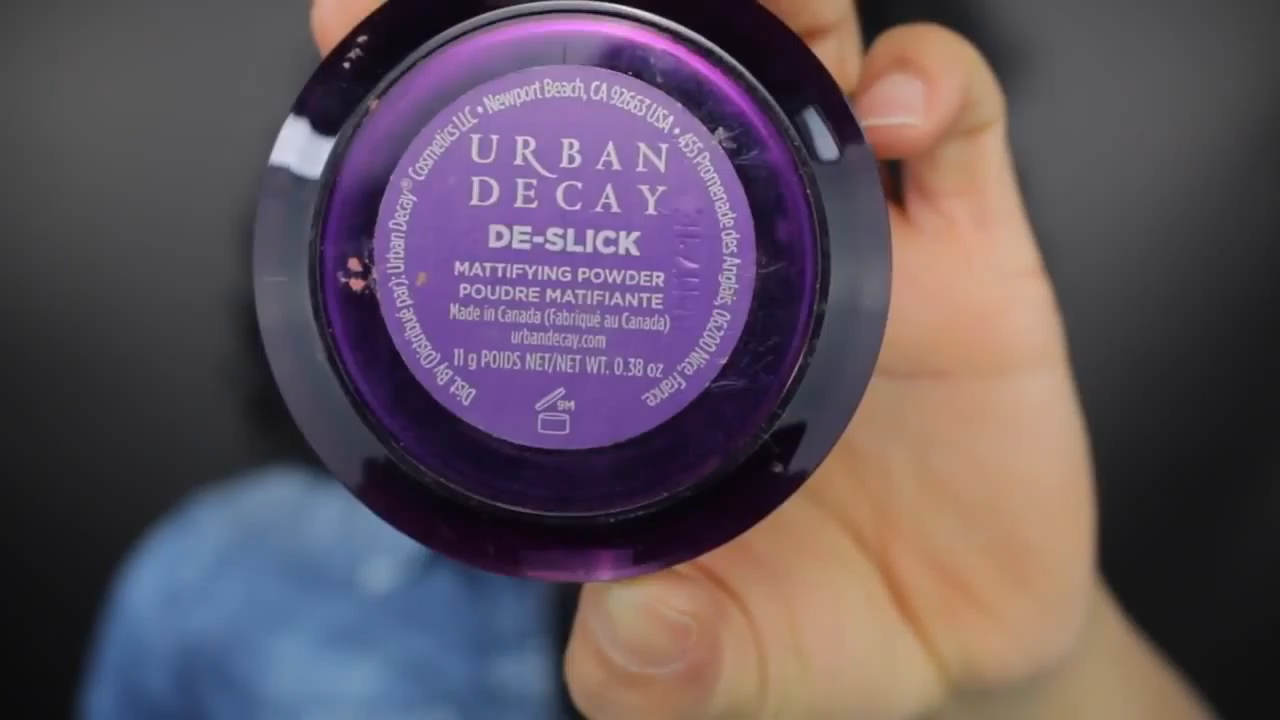 Dist. By (Distribué par): Urban Decay® Cosmetics LLC • Newport Beach, CA 92663 USA • 455 Promenade des Anglais, 06200 Nice, France
URBAN
DECAY
DE-SLICK
MATTIFYING POWDER
POUDRE MATIFIANTE
Made in Canada (Fabriqué au Canada)
urbandecay.com
11 g POIDS NET/NET WT. 0.38 oz
9M